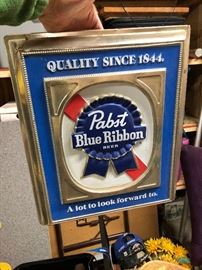 QUALITY SINCE 1844.
Pabst
Blue Ribbon
BEER
A lot to look forward to.